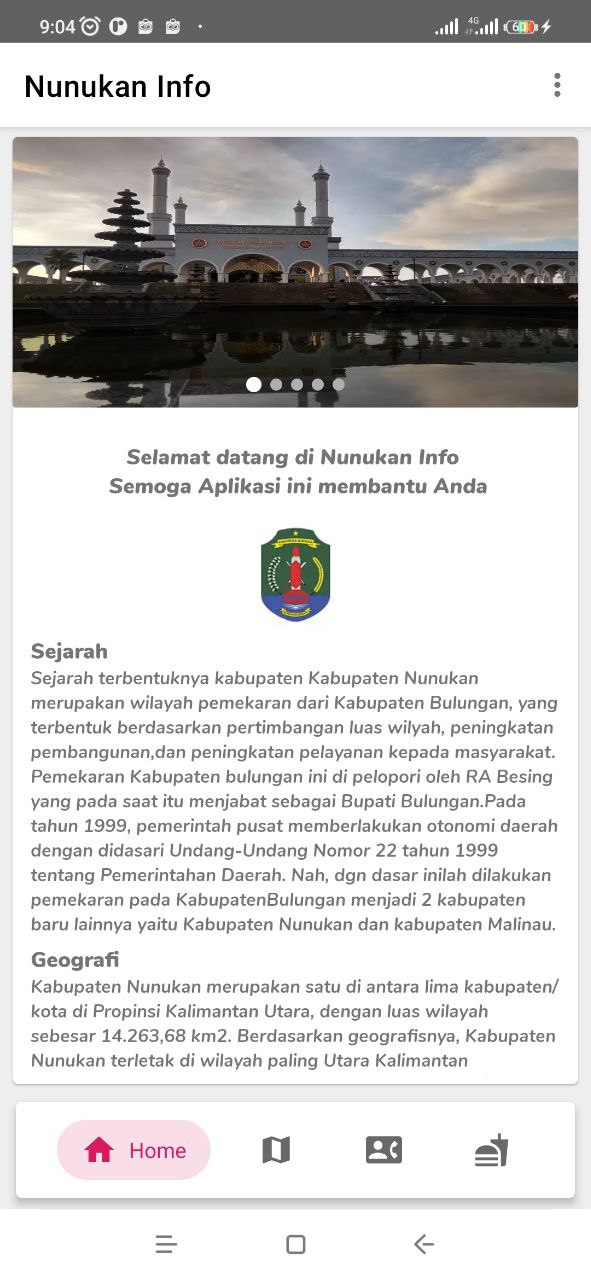 9:04
4G
60
Nunukan Info
Selamat datang di Nunukan Info
Semoga Aplikasi ini membantu Anda
Sejarah
Sejarah terbentuknya kabupaten Kabupaten Nunukan
merupakan wilayah pemekaran dari Kabupaten Bulungan, yang
terbentuk berdasarkan pertimbangan luas wilyah, peningkatan
pembangunan,dan peningkatan pelayanan kepada masyarakat.
Pemekaran Kabupaten bulungan ini di pelopori oleh RA Besing
yang pada saat itu menjabat sebagai Bupati Bulungan.Pada
tahun 1999, pemerintah pusat memberlakukan otonomi daerah
dengan didasari Undang-Undang Nomor 22 tahun 1999
tentang Pemerintahan Daerah. Nah, dgn dasar inilah dilakukan
pemekaran pada KabupatenBulungan menjadi 2 kabupaten
baru lainnya yaitu Kabupaten Nunukan dan kabupaten Malinau.
Geografi
Kabupaten Nunukan merupakan satu di antara lima kabupaten/
kota di Propinsi Kalimantan Utara, dengan luas wilayah
sebesar 14.263,68 km2. Berdasarkan geografisnya, Kabupaten
Nunukan terletak di wilayah paling Utara Kalimantan
Home